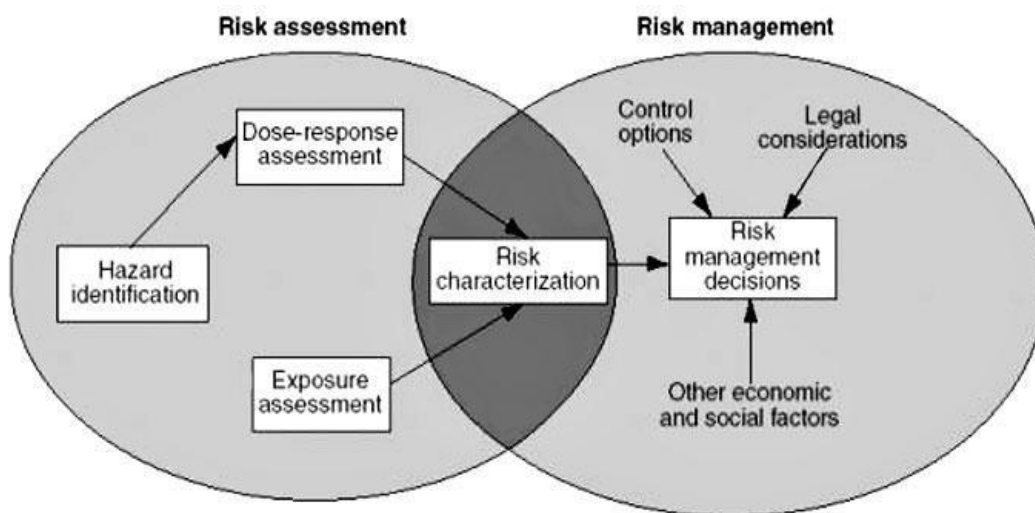 Risk assessment
Risk management
Dose-response
assessment
Control
options
Legal
considerations
Hazard
identification
Risk
characterization
Risk
management
decisions
Exposure
assessment
Other economic
and social factors